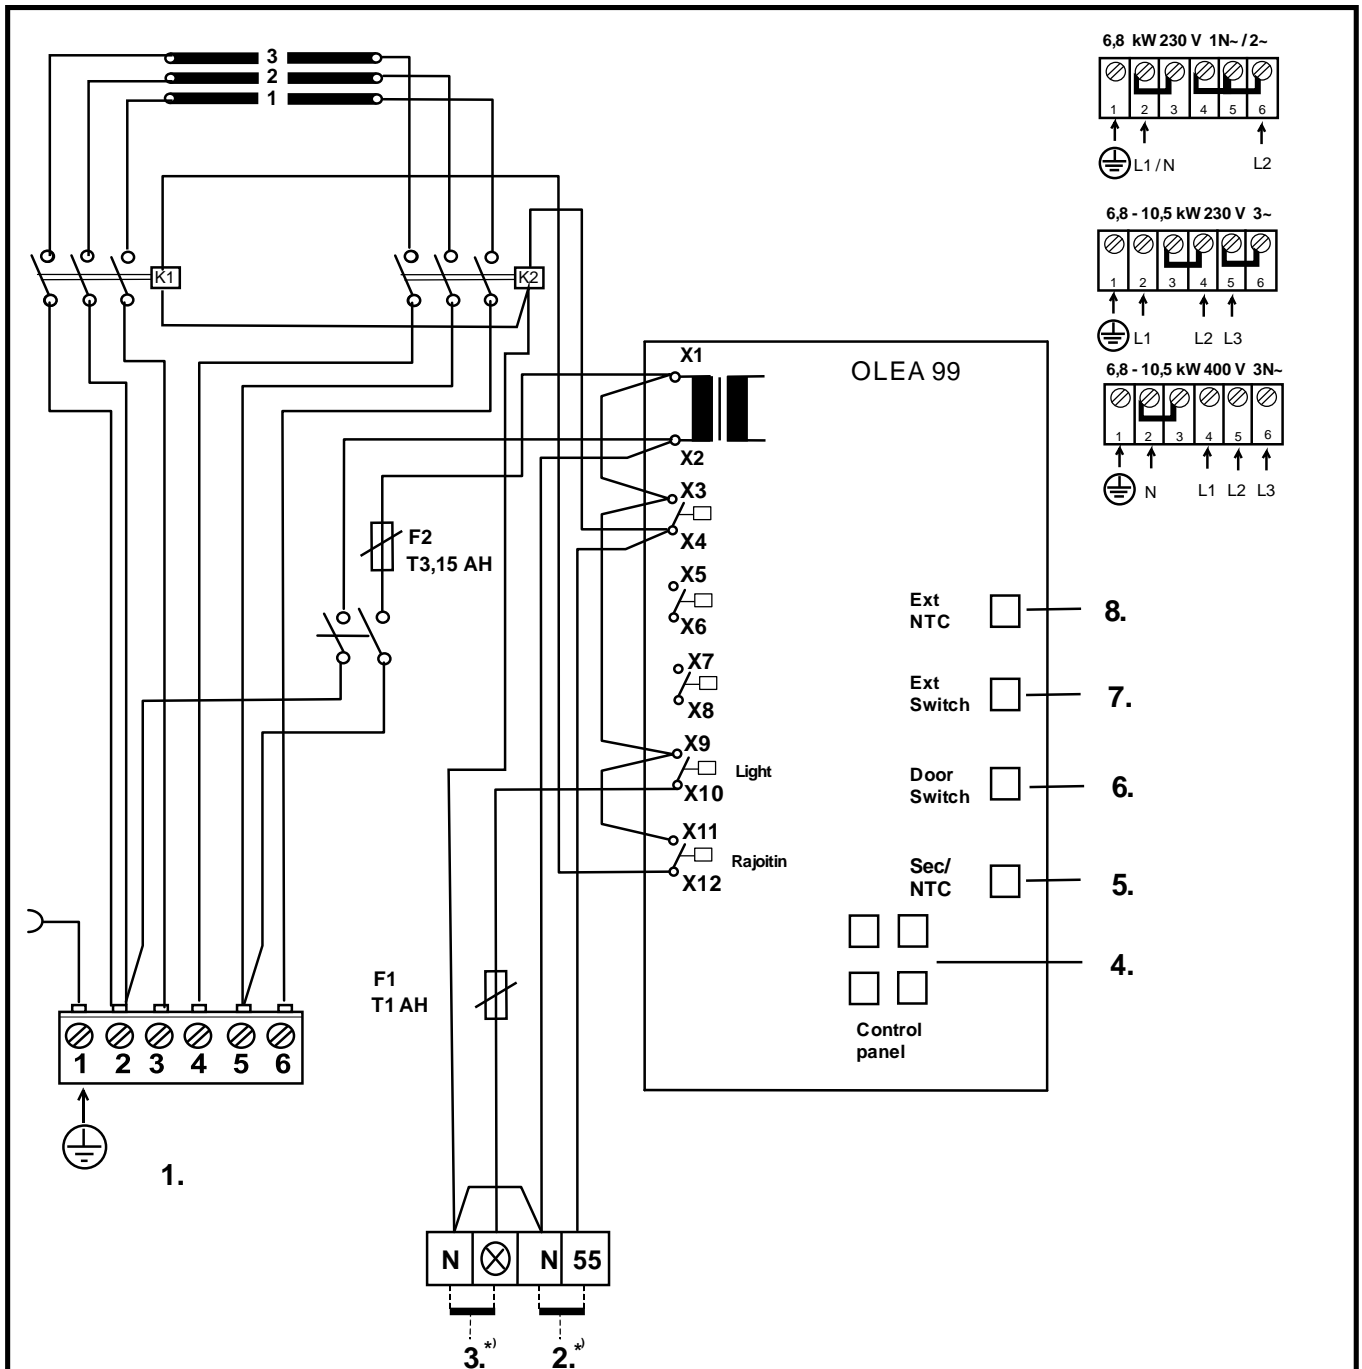 3
2
1
K1
K2
6,8 kW 230 V 1N~ / 2~
1 2 3 4 5 6
L1 / N L2
6,8 - 10,5 kW 230 V 3~
1 2 3 4 5 6
L1 L2 L3
6,8 - 10,5 kW 400 V 3N~
1 2 3 4 5 6
N L1 L2 L3
OLEA 99
X1
X2
X3
X4
X5
X6
X7
X8
X9
Light
X10
X11
Rajoitin
X12
F2
T3,15 AH
Ext
NTC
8.
Ext
Switch
7.
Door
Switch
6.
Sec/
NTC
5.
4.
Control
panel
F1
T1 AH
1 2 3 4 5 6
1.
N N 55
3.*) 2.*)